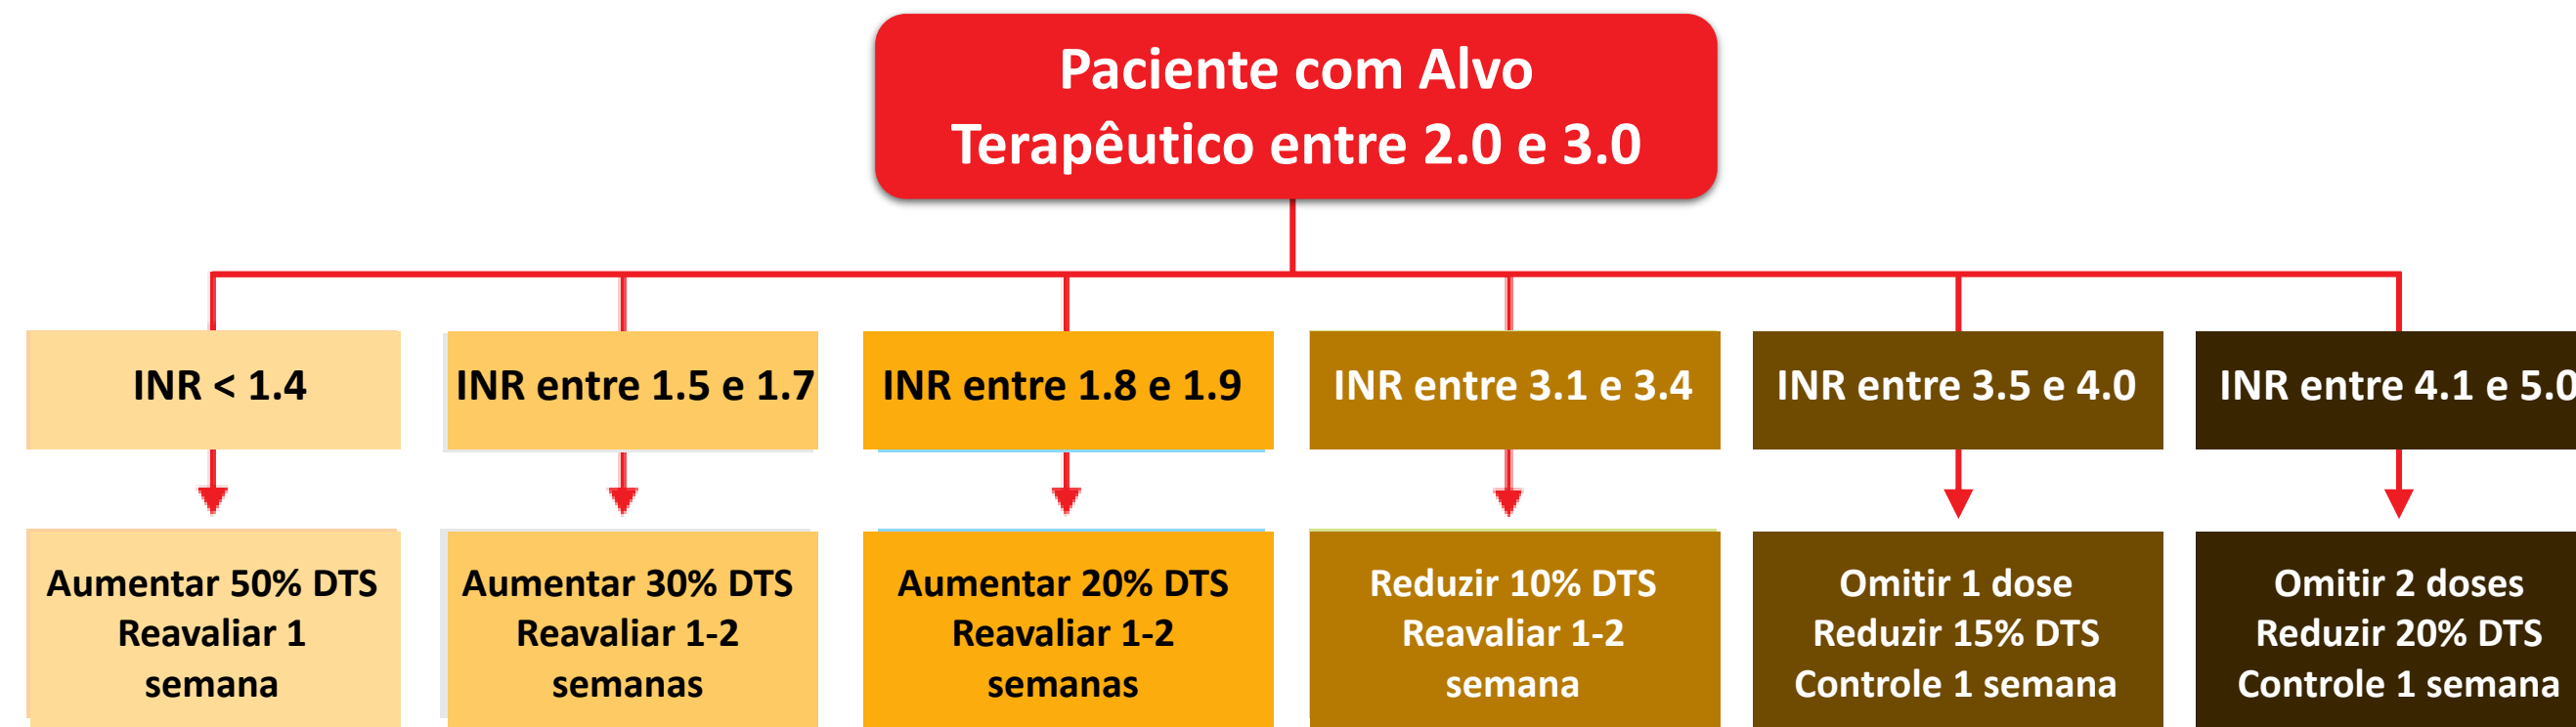 Paciente com Alvo
Terapêutico entre 2.0 e 3.0
INR < 1.4
INR entre 1.5 e 1.7
INR entre 1.8 e 1.9
INR entre 3.1 e 3.4
INR entre 3.5 e 4.0
INR entre 4.1 e 5.0
Aumentar 50% DTS
Reavaliar 1
semana
Aumentar 30% DTS
Reavaliar 1-2
semanas
Aumentar 20% DTS
Reavaliar 1-2
semanas
Reduzir 10% DTS
Reavaliar 1-2
semana
Omitir 1 dose
Reduzir 15% DTS
Controle 1 semana
Omitir 2 doses
Reduzir 20% DTS
Controle 1 semana